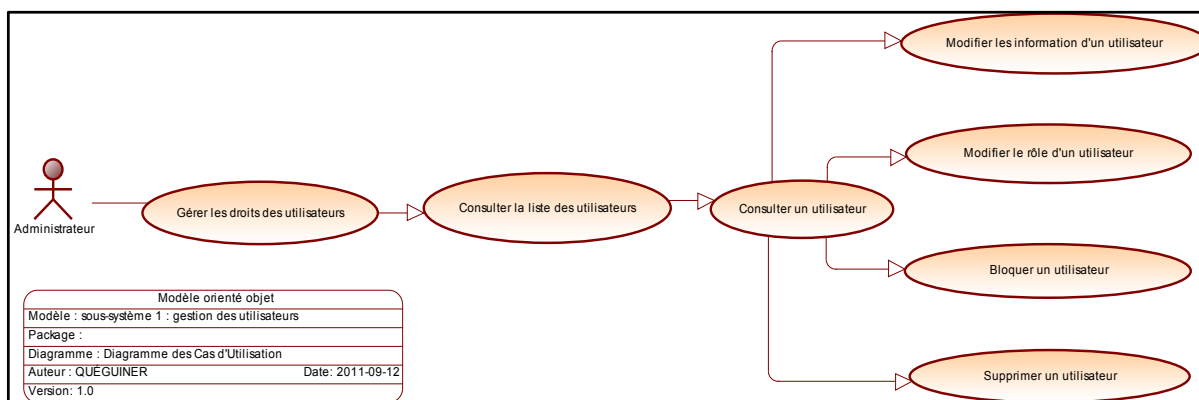 Modifier les information d'un utilisateur
Modifier le rôle d'un utilisateur
Administrateur
Gérer les droits des utilisateurs
Consulter la liste des utilisateurs
Consulter un utilisateur
Bloquer un utilisateur
Supprimer un utilisateur
Modèle orienté objet
Modèle : sous-système 1 : gestion des utilisateurs
Package :
Diagramme : Diagramme des Cas d'Utilisation
Auteur : QUÉGUINER Date: 2011-09-12
Version: 1.0